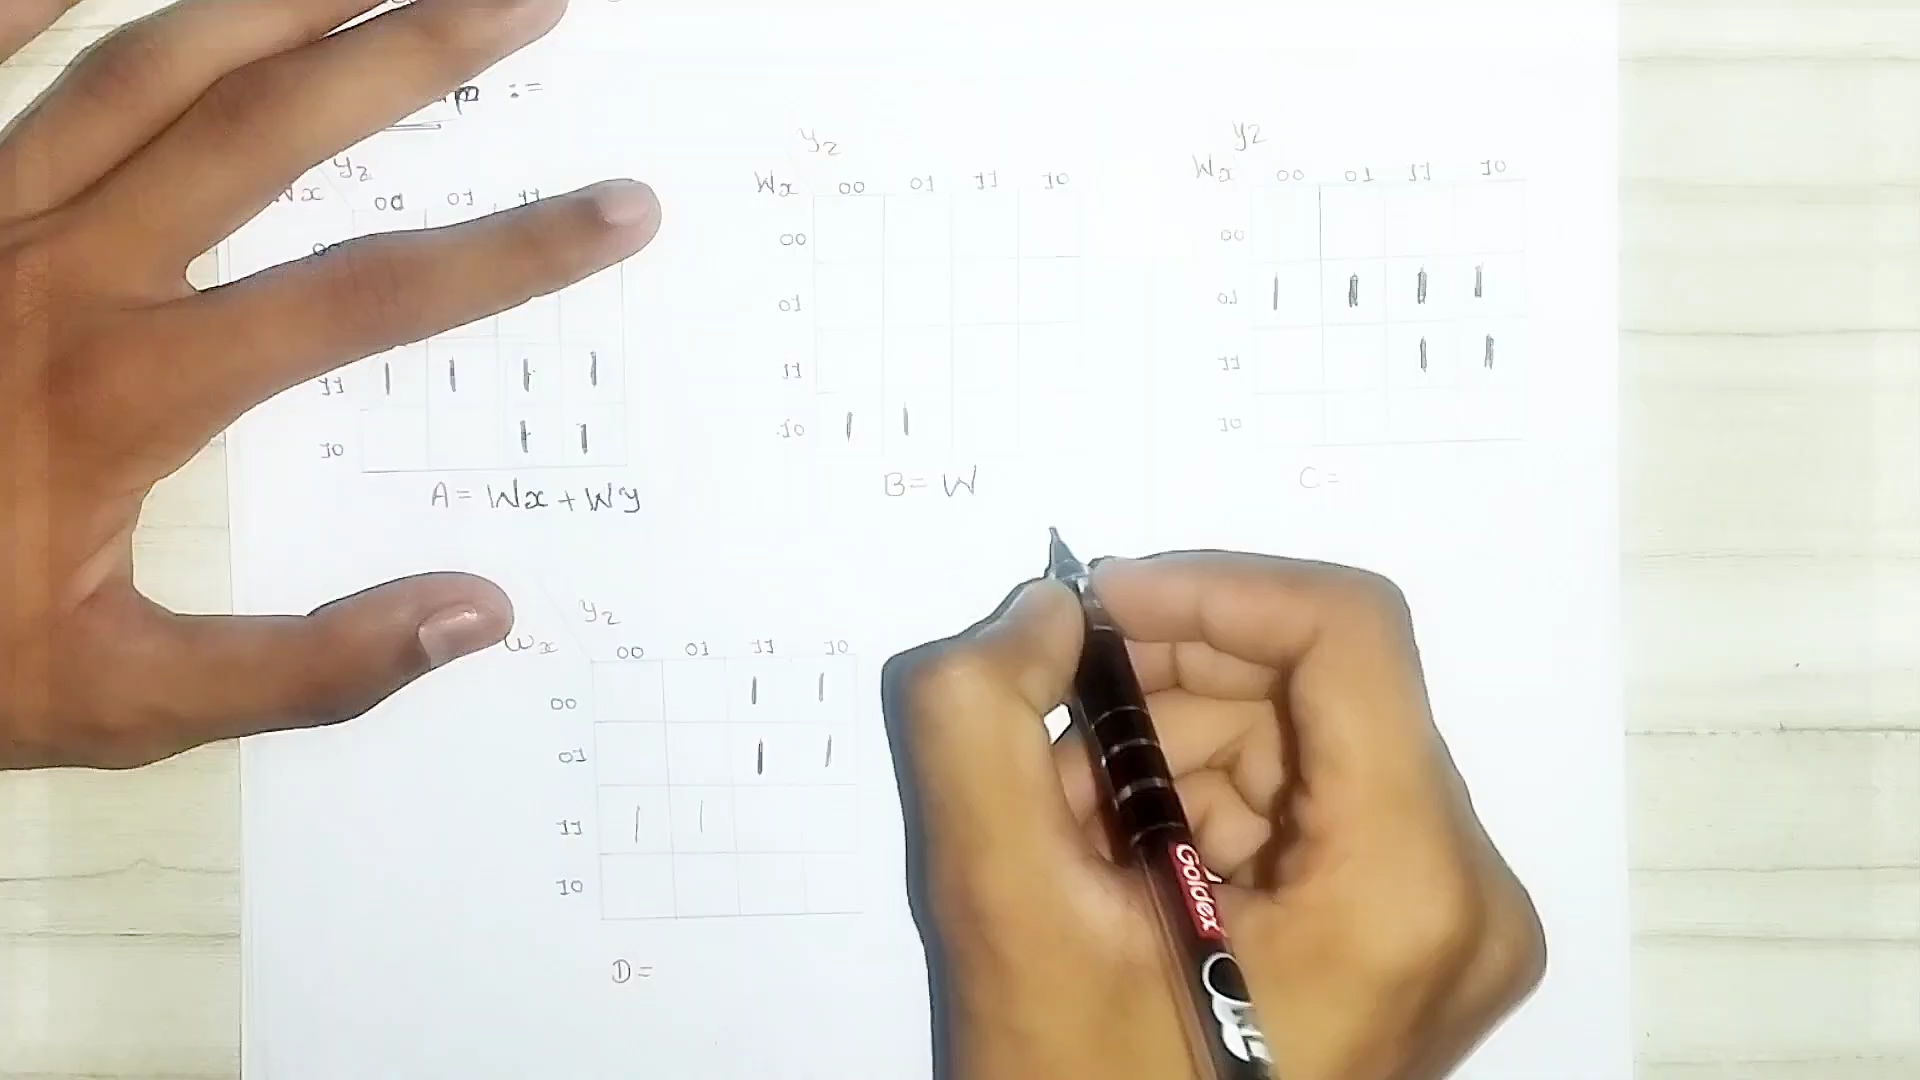 :=
yz
Wx 00 01 11
11 1 1 1 1
10 1 1
A = Wx + Wy
yz
Wx 00 01 11 10
00
01
11
10 1 1
B = W
yz
Wx 00 01 11 10
00
01 1 1 1 1
11 1 1
10
C =
yz
Wx 00 01 11 10
00 1 1
01 1 1
11 1 1
10
D =
Goldex